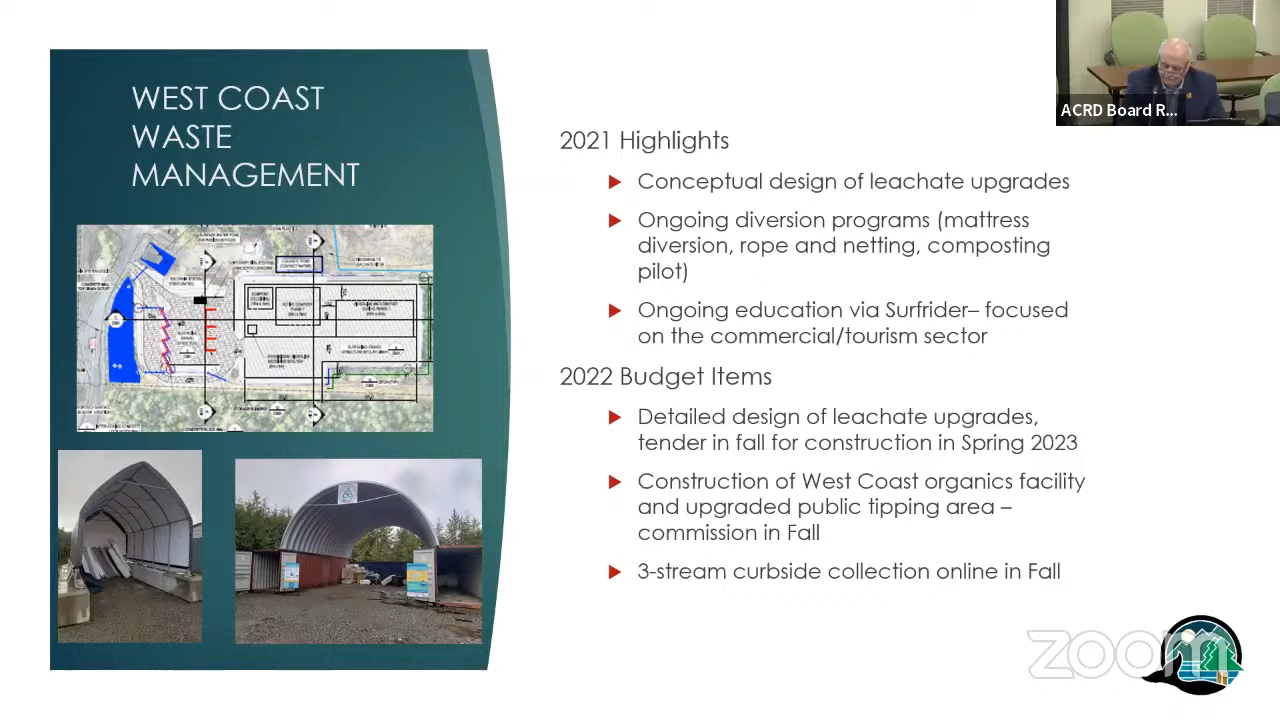 WEST COAST
WASTE
MANAGEMENT
ACRD Board R...
2021 Highlights
Conceptual design of leachate upgrades
Ongoing diversion programs (mattress
diversion, rope and netting, composting
pilot)
Ongoing education via Surfrider– focused
on the commercial/tourism sector
2022 Budget Items
Detailed design of leachate upgrades,
tender in fall for construction in Spring 2023
Construction of West Coast organics facility
and upgraded public tipping area –
commission in Fall
3-stream curbside collection online in Fall
zoom